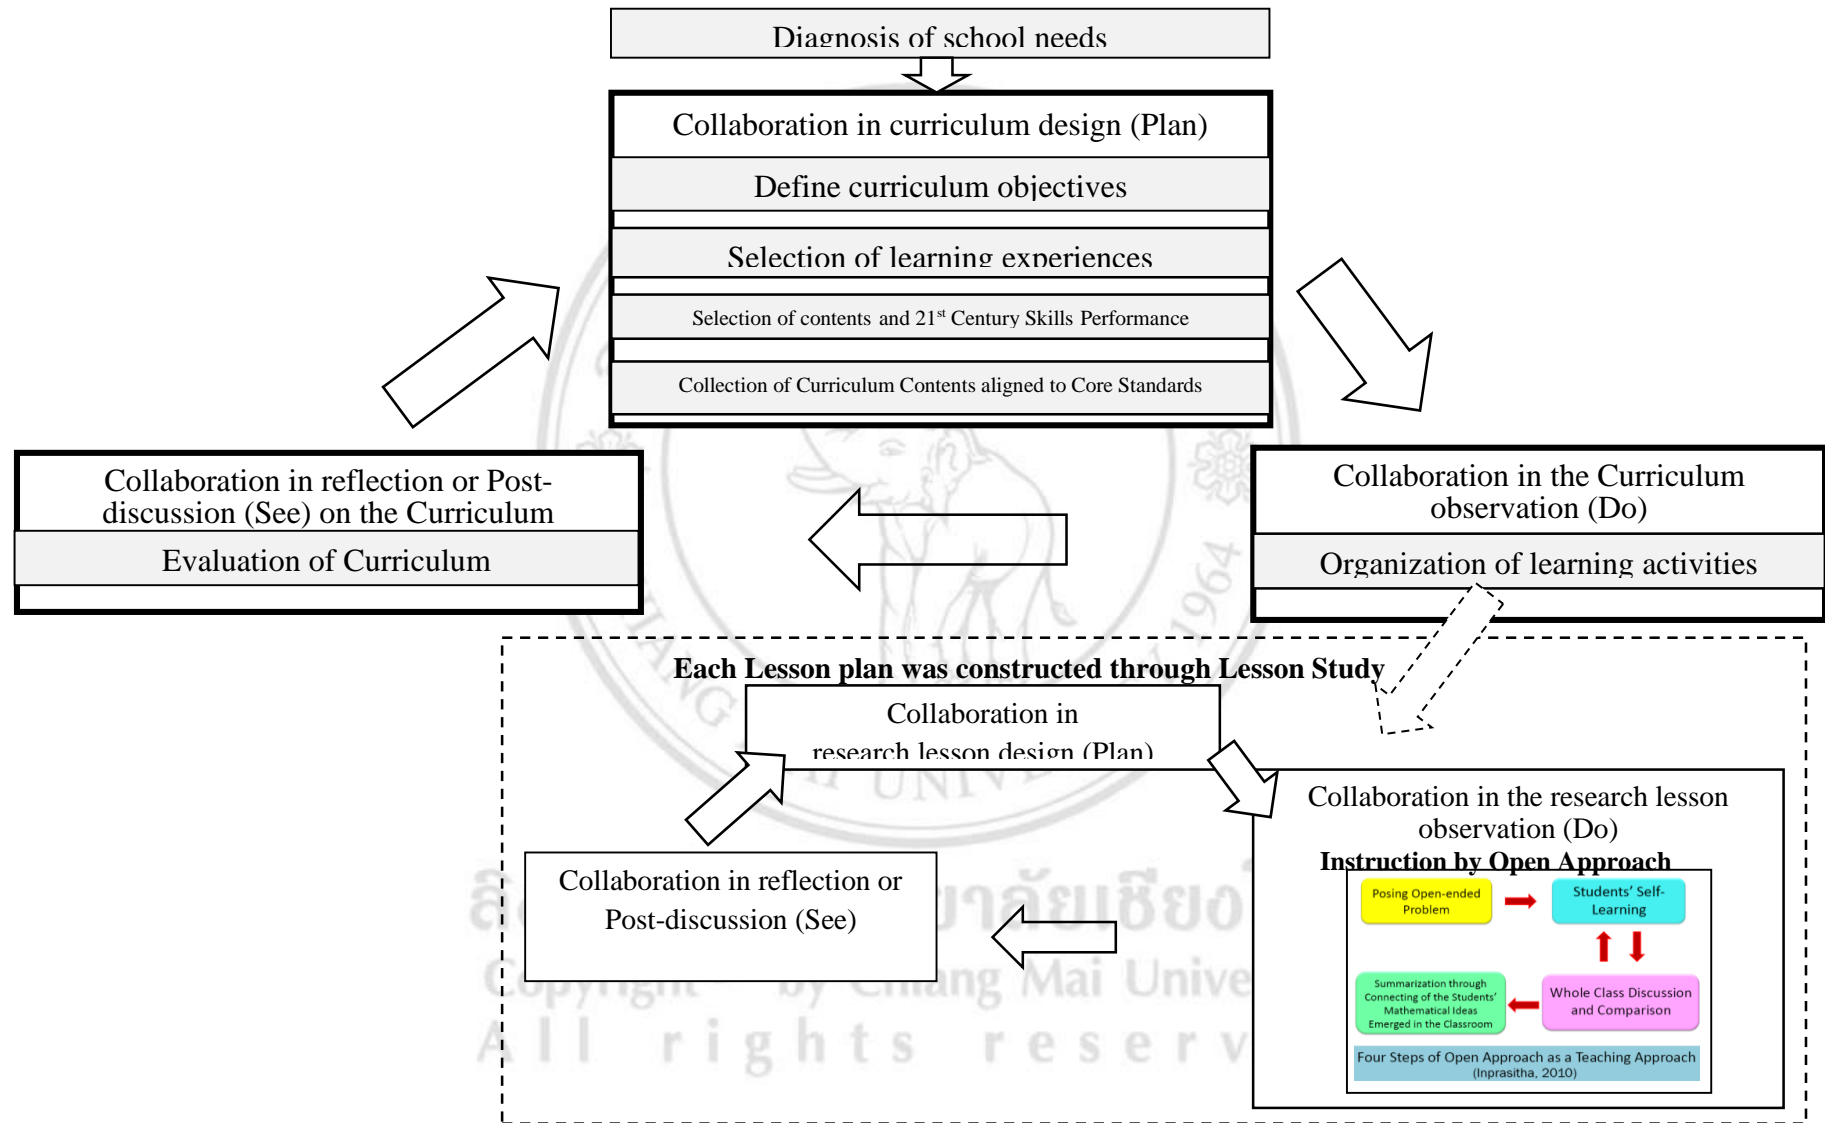 Diagnosis of school needs
Collaboration in curriculum design (Plan)
Define curriculum objectives
Selection of learning experiences
Selection of contents and 21st Century Skills Performance
Collection of Curriculum Contents aligned to Core Standards
Collaboration in reflection or Post-
discussion (See) on the Curriculum
Evaluation of Curriculum
Collaboration in the Curriculum
observation (Do)
Organization of learning activities
1964
Each Lesson plan was constructed through Lesson Study
Collaboration in
research lesson design (Plan)
Collaboration in the research lesson
observation (Do)
Instruction by Open Approach
Posing Open-ended
Problem
Students' Self-
Learning
Summarization through
Connecting of the Students'
Mathematical Ideas
Emerged in the Classroom
Whole Class Discussion
and Comparison
Four Steps of Open Approach as a Teaching Approach
(Inprasitha, 2010)
Collaboration in reflection or
Post-discussion (See)
Copyright by Chiang Mai
All rights